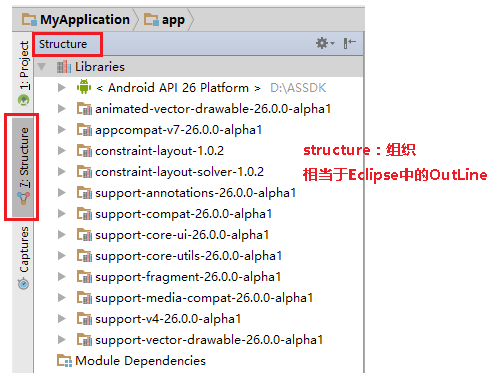 MyApplication app
Structure
1: Project
7: Structure
Captures
Libraries
< Android API 26 Platform > D:\ASSDK
animated-vector-drawable-26.0.0-alpha1
appcompat-v7-26.0.0-alpha1
constraint-layout-1.0.2
constraint-layout-solver-1.0.2
support-annotations-26.0.0-alpha1
support-compat-26.0.0-alpha1
support-core-ui-26.0.0-alpha1
support-core-utils-26.0.0-alpha1
support-fragment-26.0.0-alpha1
support-media-compat-26.0.0-alpha1
support-v4-26.0.0-alpha1
support-vector-drawable-26.0.0-alpha1
Module Dependencies
structure：组织
相当于Eclipse中的OutLine